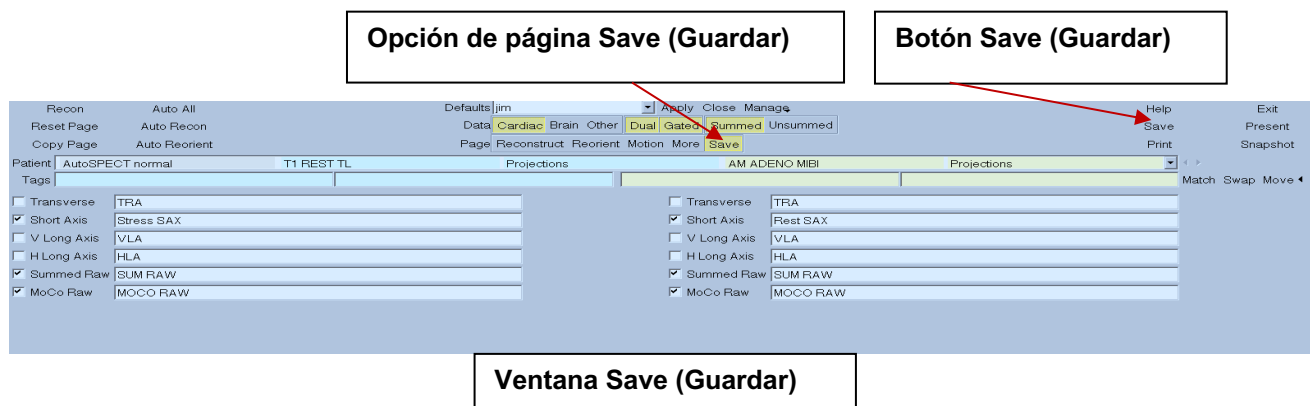 Opción de página Save (Guardar)
Botón Save (Guardar)
Recon Auto All Defaults jim Apply Close Manage Help Exit
Reset Page Auto Recon Data Cardiac Brain Other Dual Gated Summed Unsummed Save Present
Copy Page Auto Reorient Page Reconstruct Reorient Motion More Save Print Snapshot
Patient AutoSPECT normal T1 REST TL Projections AM ADENO MIBI Projections
Tags Match Swap Move
Transverse TRA Transverse TRA
Short Axis Stress SAX Short Axis Rest SAX
V Long Axis VLA V Long Axis VLA
H Long Axis HLA H Long Axis HLA
Summed Raw SUM RAW Summed Raw SUM RAW
MoCo Raw MOCO RAW MoCo Raw MOCO RAW
Ventana Save (Guardar)